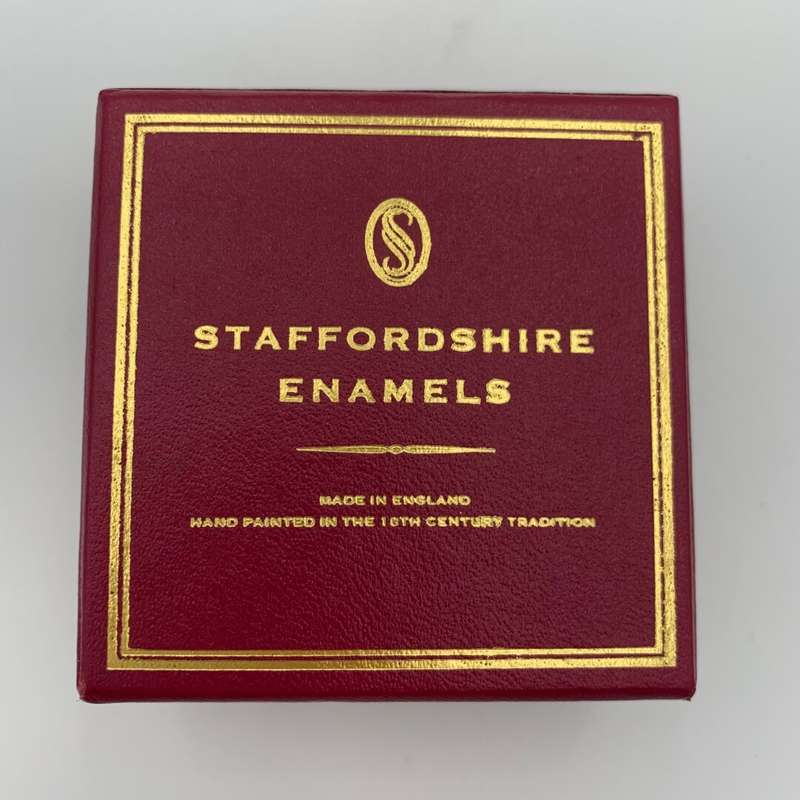 S
STAFFORDSHIRE
ENAMELS
MADE IN ENGLAND
HAND PAINTED IN THE 18TH CENTURY TRADITION